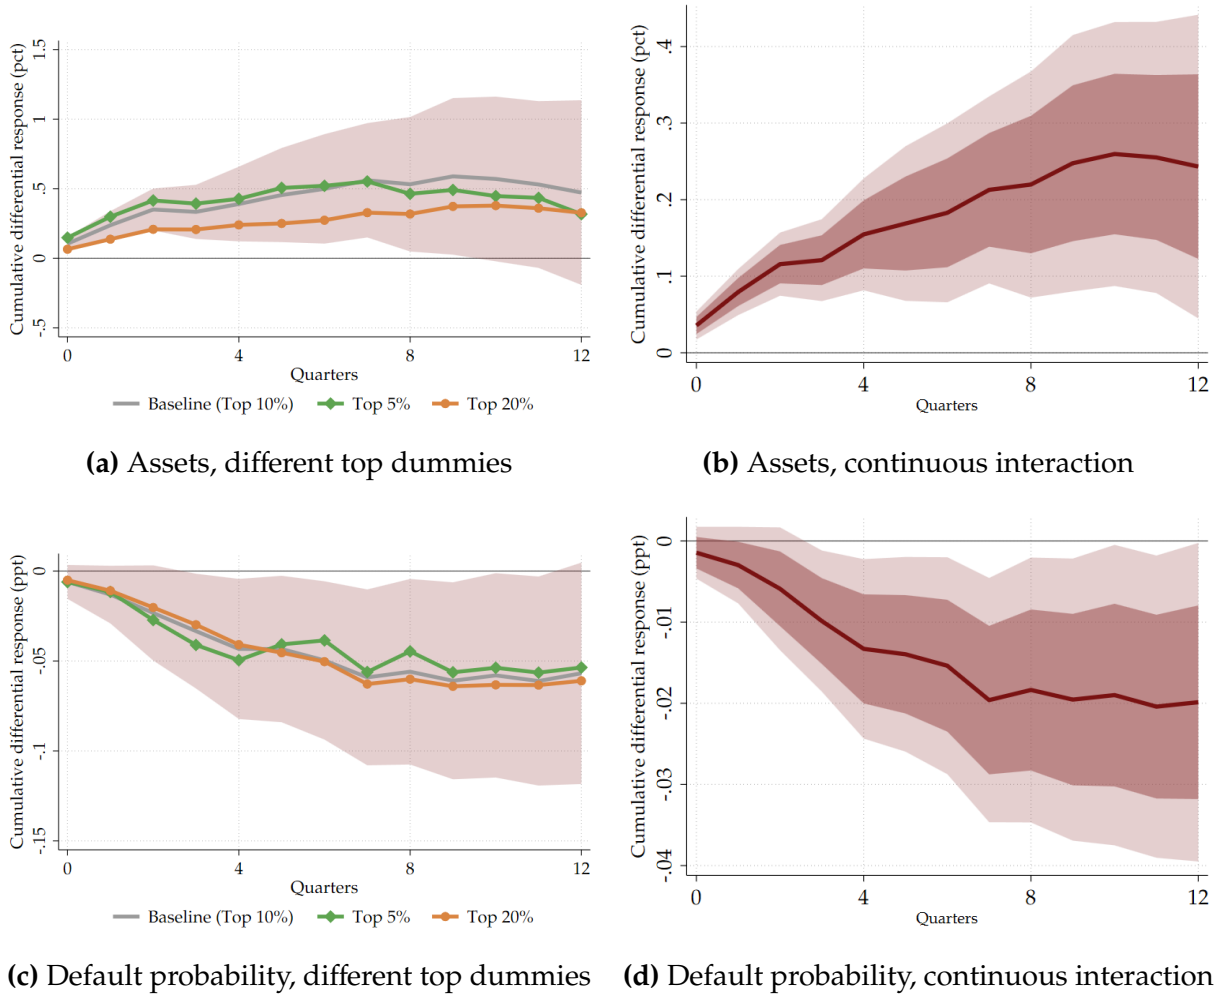 Cumulative differential response (pct)
1.5
1
.5
0
-.5
0 4 8 12
Quarters
Baseline (Top 10%) Top 5% Top 20%
(a) Assets, different top dummies
Cumulative differential response (pct)
.4
.3
.2
.1
0
0 4 8 12
Quarters
(b) Assets, continuous interaction
Cumulative differential response (ppt)
0
-.05
-.1
-.15
0 4 8 12
Quarters
Baseline (Top 10%) Top 5% Top 20%
(c) Default probability, different top dummies
Cumulative differential response (ppt)
0
-.01
-.02
-.03
-.04
0 4 8 12
Quarters
(d) Default probability, continuous interaction